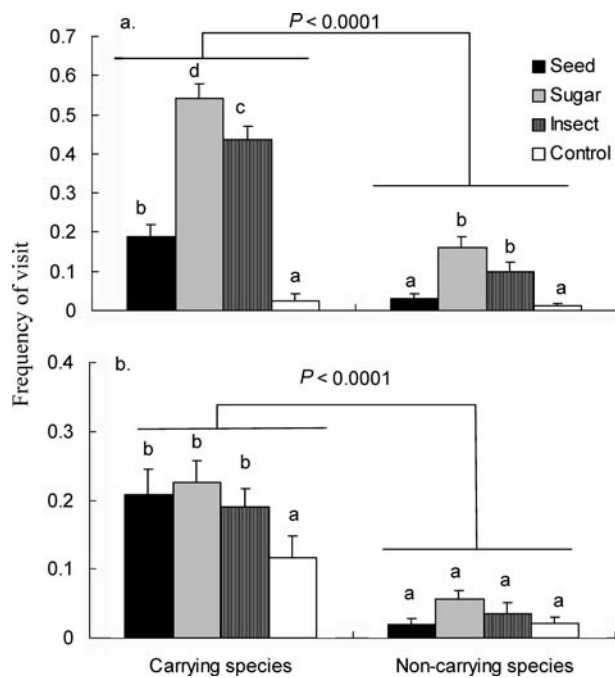 a.
P < 0.0001
Seed
Sugar
Insect
Control
0.7
0.6
0.5
0.4
0.3
0.2
0.1
0
b
d
c
a
a
b
b
a
Frequency of visit
b.
P < 0.0001
0.4
0.3
0.2
0.1
0
b
b
b
a
a
a
a
a
Carrying species
Non-carrying species